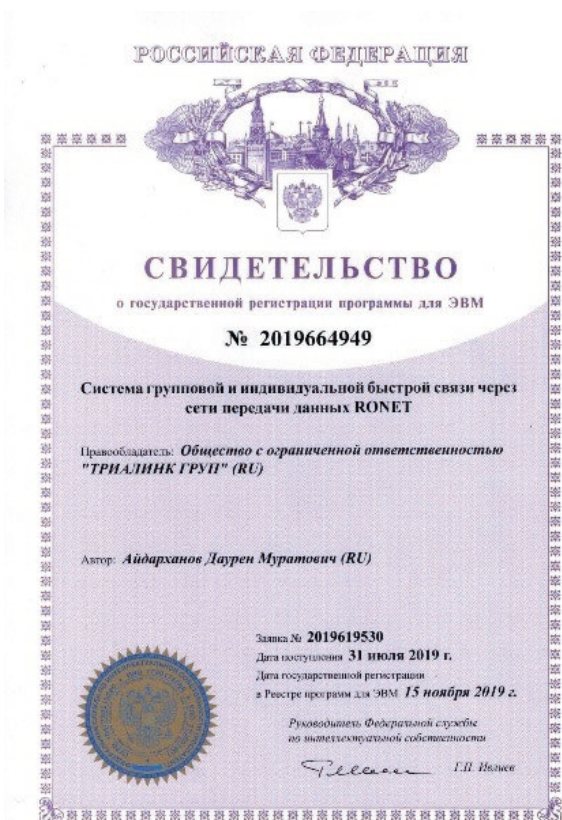 РОССИЙСКАЯ ФЕДЕРАЦИЯ
СВИДЕТЕЛЬСТВО
о государственной регистрации программы для ЭВМ
№ 2019664949
Система групповой и индивидуальной быстрой связи через
сети передачи данных RONET
Правообладатель: Общество с ограниченной ответственностью
"ТРИАЛИНК ГРУП" (RU)
Автор: Айдарханов Даурен Муратович (RU)
Заявка № 2019619530
Дата поступления 31 июля 2019 г.
Дата государственной регистрации
в Реестре программ для ЭВМ 15 ноября 2019 г.
Руководитель Федеральной службы
по интеллектуальной собственности
Г.П. Ивлиев